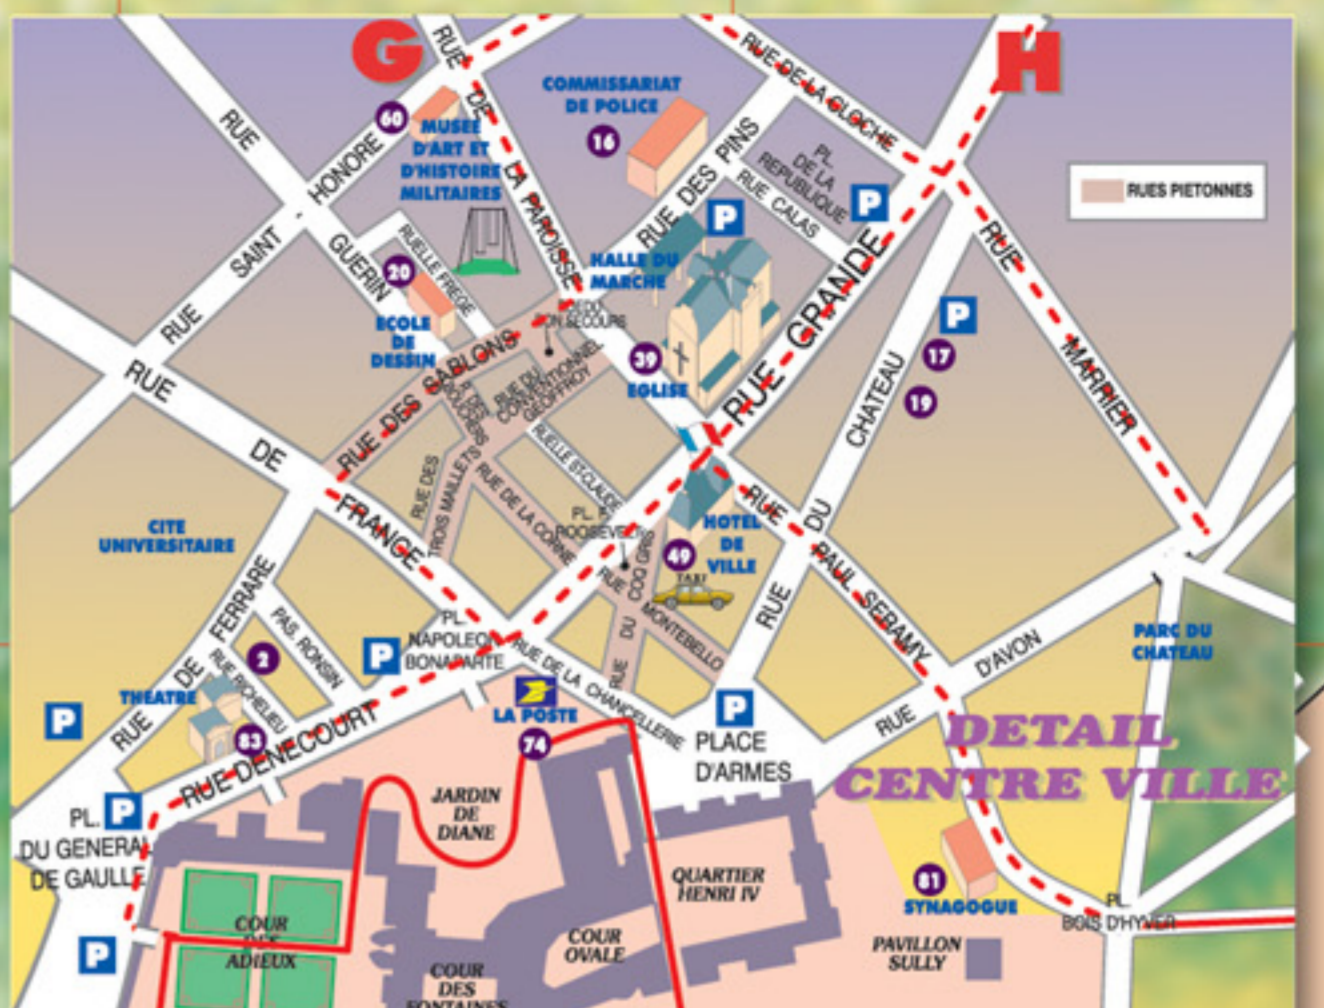 G
H
RUE DE LA PAROISSE
RUE DE LA CLOCHE
COMMISSARIAT
DE POLICE
16
60
MUSEE
D'ART ET
D'HISTOIRE
MILITAIRES
RUE SAINT HONORE
RUE GUERIN
RUE DES PINS
RUE CALAS
PL.
DE LA
REPUBLIQUE
P
P
RUES PIETONNES
RUELLE FREGE
20
ECOLE
DE
DESSIN
HALLE DU
MARCHE
39
EGLISE
RUE GRANDE
P
17
19
RUE MARRIER
RUE DU CHATEAU
BON SECOURS
RUE DES SABLONS
R. DES
BOUCHERS
RUE DU
CONVENTIONNEL
GEOFFROY
RUE DE FRANCE
RUE DES
TROIS MAILLETS
RUELLE ST-CLAUDE
RUE DE LA CORNE
PL. F.
ROOSEVELT
HOTEL
DE
VILLE
49
TAXI
RUE DU COQ GRIS
RUE MONTEBELLO
RUE PAUL SERAMY
CITE
UNIVERSITAIRE
RUE DE FERRARE
PAS. RONSIN
2
RUE RICHELIEU
THEATRE
83
P
P
PL.
NAPOLEON
BONAPARTE
RUE DE LA CHANCELLERIE
LA POSTE
74
RUE DENECOURT
P
PLACE
D'ARMES
RUE D'AVON
PARC DU
CHATEAU
DETAIL
CENTRE VILLE
P
PL.
DU GENERAL
DE GAULLE
P
JARDIN
DE
DIANE
QUARTIER
HENRI IV
81
SYNAGOGUE
PL.
BOIS D'HYVER
COUR
DES
ADIEUX
COUR
OVALE
PAVILLON
SULLY
COUR
DES
FONTAINES